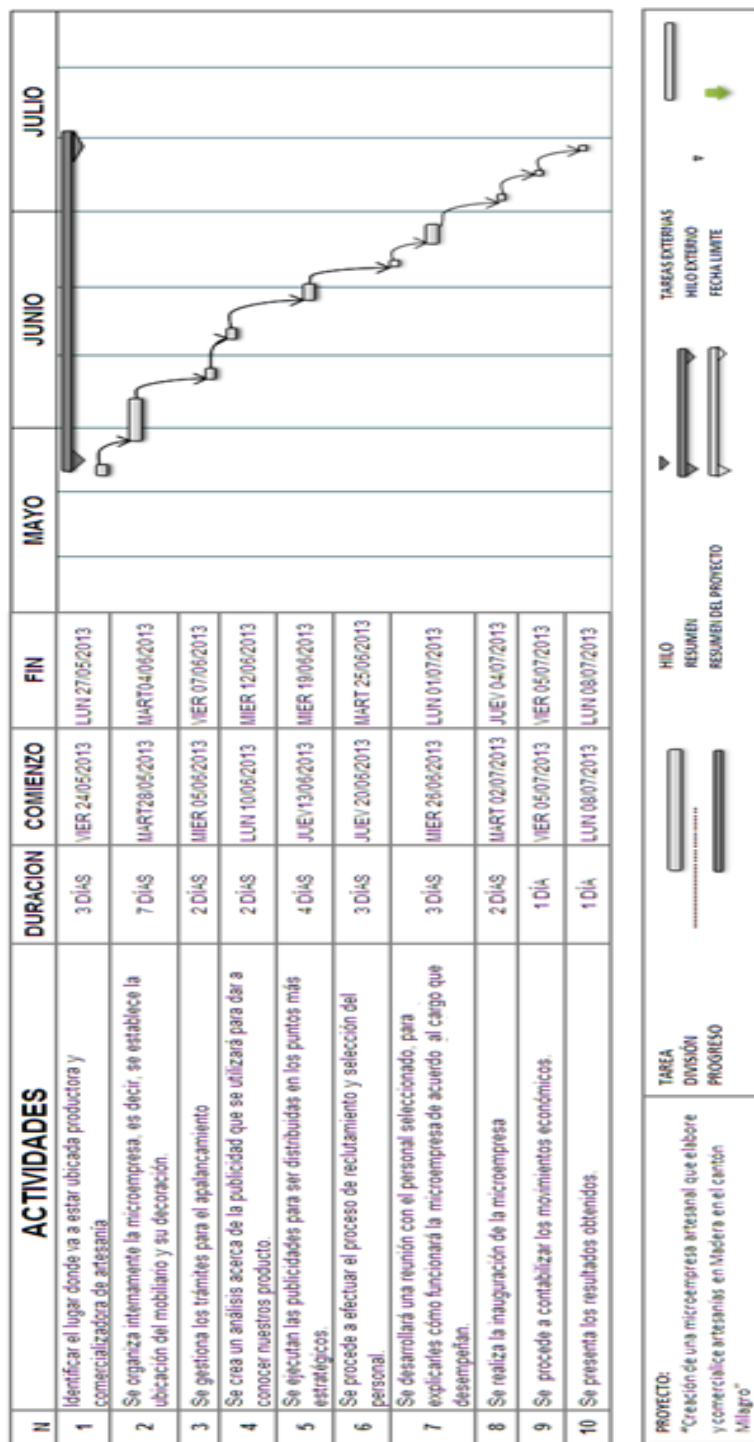 N ACTIVIDADES DURACION COMIENZO FIN MAYO JUNIO JULIO
1 Identificar el lugar donde va a estar ubicada productora y
comercializadora de artesanía
3 DÍAS VIER 24/05/2013 LUN 27/05/2013
2 Se organiza internamente la microempresa, es decir, se establece la
ubicación del mobiliario y su decoración.
7 DÍAS MART28/05/2013 MART04/06/2013
3 Se gestiona los trámites para el apalancamiento
2 DÍAS MIER 05/06/2013 VIER 07/06/2013
4 Se crea un análisis acerca de la publicidad que se utilizará para dar a
conocer nuestros producto.
2 DÍAS LUN 10/06/2013 MIER 12/06/2013
5 Se ejecutan las publicidades para ser distribuidas en los puntos más
estratégicos.
4 DÍAS JUEV13/06/2013 MIER 19/06/2013
6 Se procede a efectuar el proceso de reclutamiento y selección del
personal.
3 DÍAS JUEV 20/06/2013 MART 25/06/2013
7 Se desarrollará una reunión con el personal seleccionado, para
explicarles cómo funcionará la microempresa de acuerdo al cargo que
desempeñan.
3 DÍAS MIER 26/06/2013 LUN 01/07/2013
8 Se realiza la inauguración de la microempresa
2 DÍAS MART 02/07/2013 JUEV 04/07/2013
9 Se procede a contabilizar los movimientos económicos.
1 DÍA VIER 05/07/2013 VIER 05/07/2013
10 Se presenta los resultados obtenidos.
1 DÍA LUN 08/07/2013 LUN 08/07/2013
PROYECTO:
"Creación de una microempresa artesanal que elabore
y comercialice artesanías en Madera en el cantón
Milagro"
TAREA
DIVISIÓN
PROGRESO
HILO
RESUMEN
RESUMEN DEL PROYECTO
TAREAS EXTERNAS
HILO EXTERNO
FECHA LIMITE